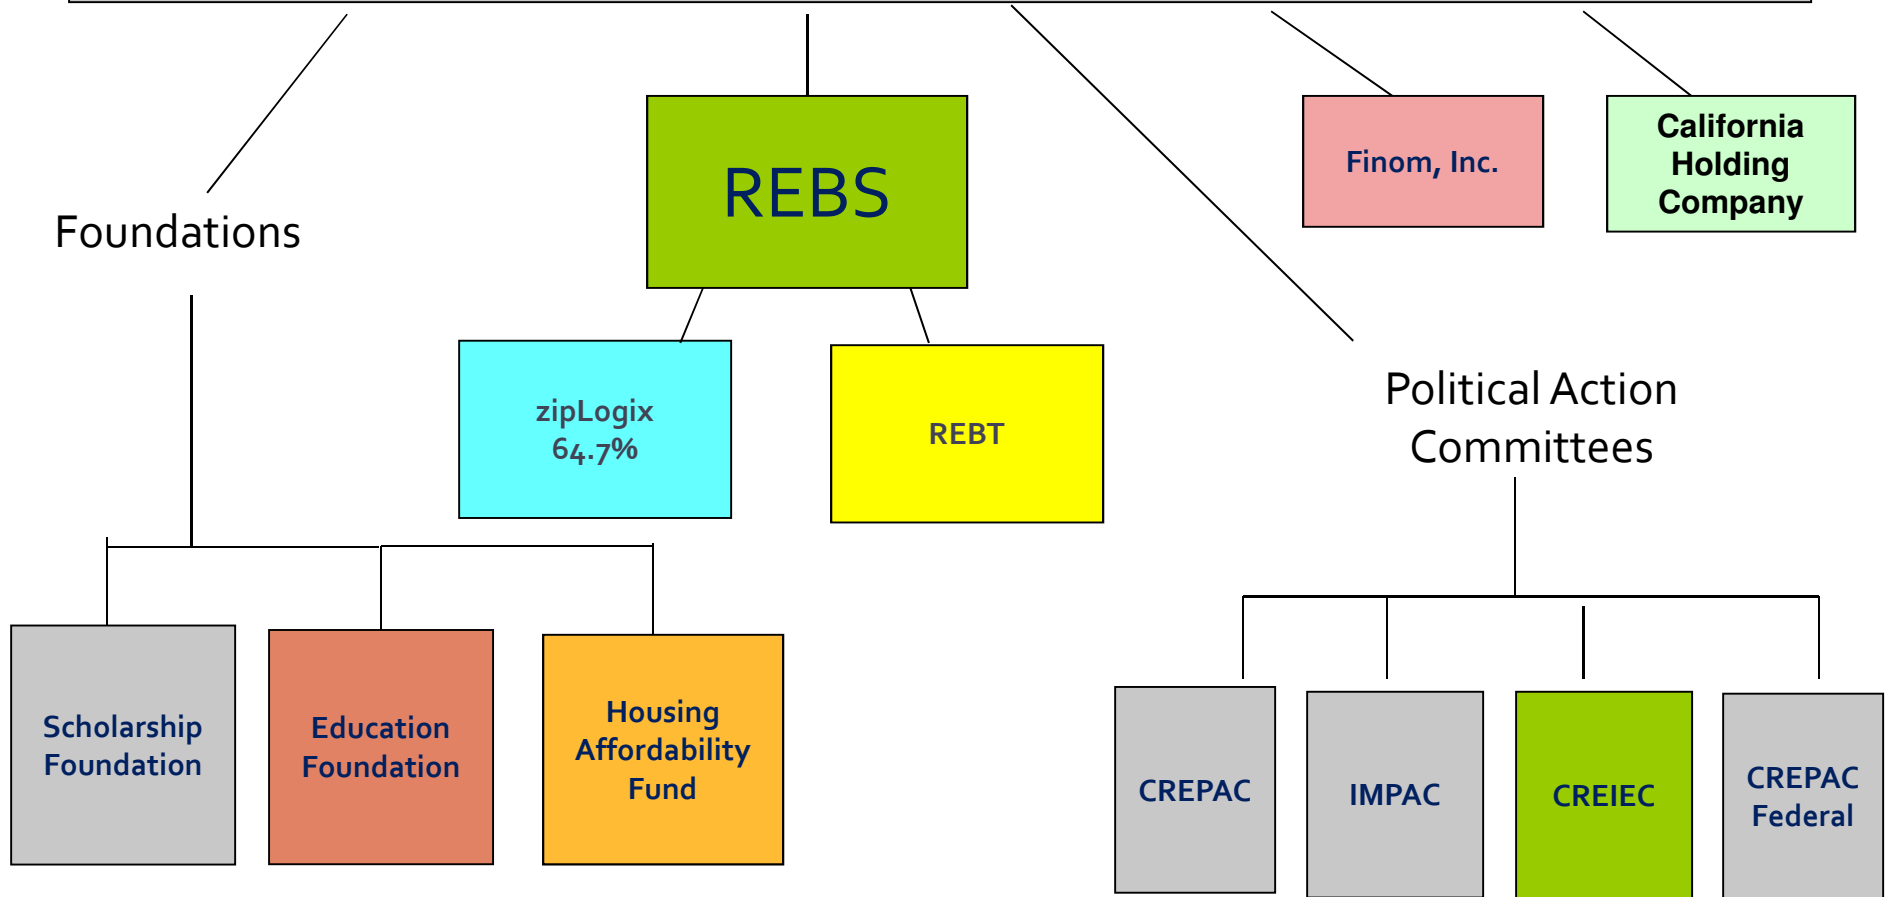 REBS
Finom, Inc.
California
Holding
Company
Foundations
zipLogix
64.7%
REBT
Political Action
Committees
Scholarship
Foundation
Education
Foundation
Housing
Affordability
Fund
CREPAC
IMPAC
CREIEC
CREPAC
Federal